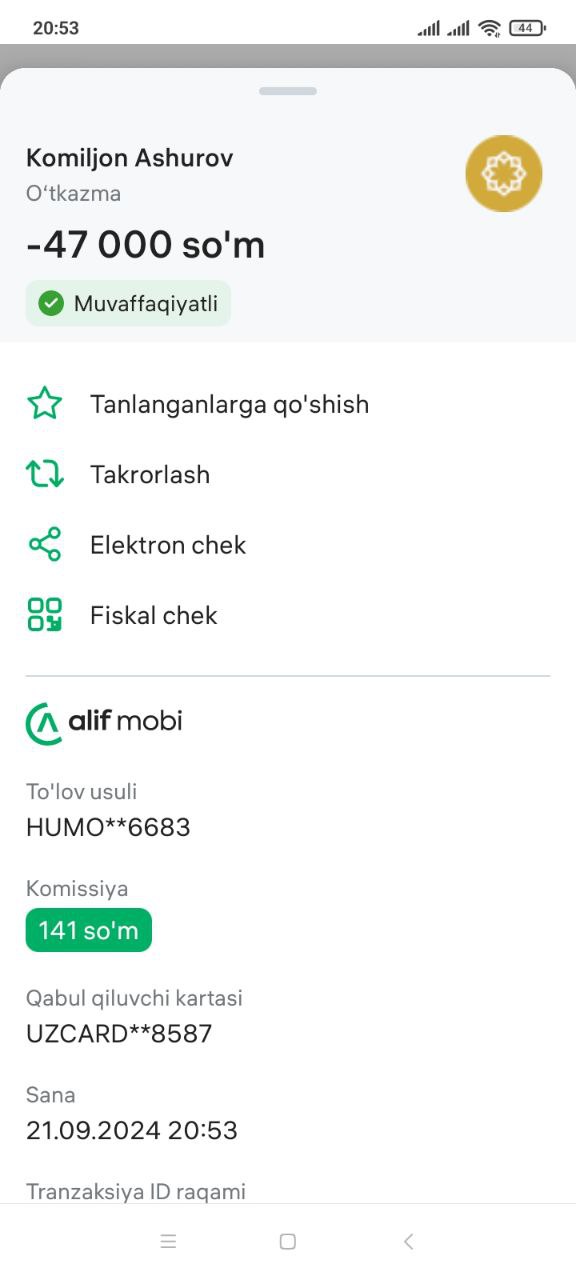 20:53
44
Komiljon Ashurov
O‘tkazma
-47 000 so'm
Muvaffaqiyatli
Tanlanganlarga qo'shish
Takrorlash
Elektron chek
Fiskal chek
alif mobi
To'lov usuli
HUMO**6683
Komissiya
141 so'm
Qabul qiluvchi kartasi
UZCARD**8587
Sana
21.09.2024 20:53
Tranzaksiya ID raqami